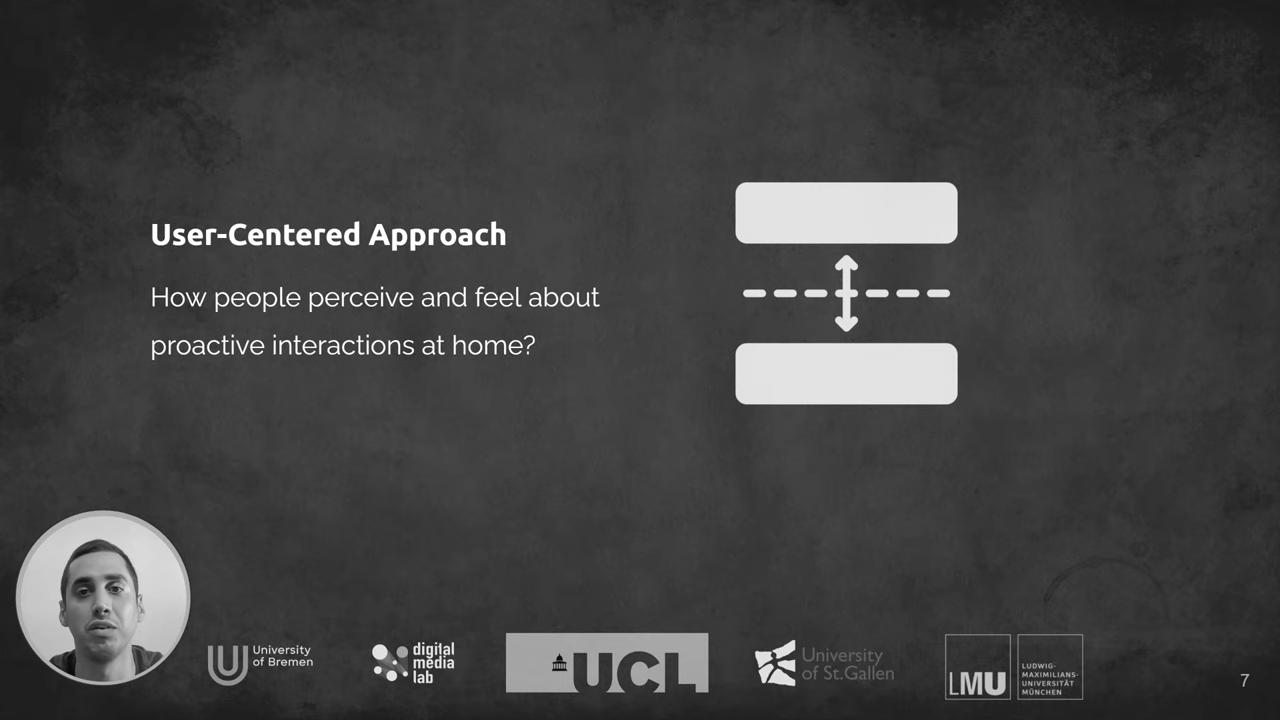 User-Centered Approach
How people perceive and feel about
proactive interactions at home?
University
of Bremen
digital
media
lab
UCL
University
of St.Gallen
LMU
LUDWIG-
MAXIMILIANS-
UNIVERSITÄT
MÜNCHEN
7